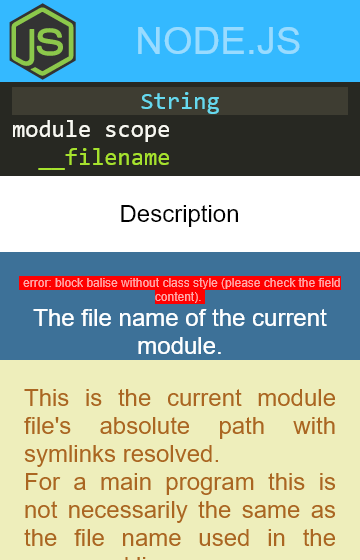 JS
NODE.JS
String
module scope
__filename
Description
error: block balise without class style (please check the field
content).
The file name of the current
module.
This is the current module
file's absolute path with
symlinks resolved.
For a main program this is
not necessarily the same as
the file name used in the